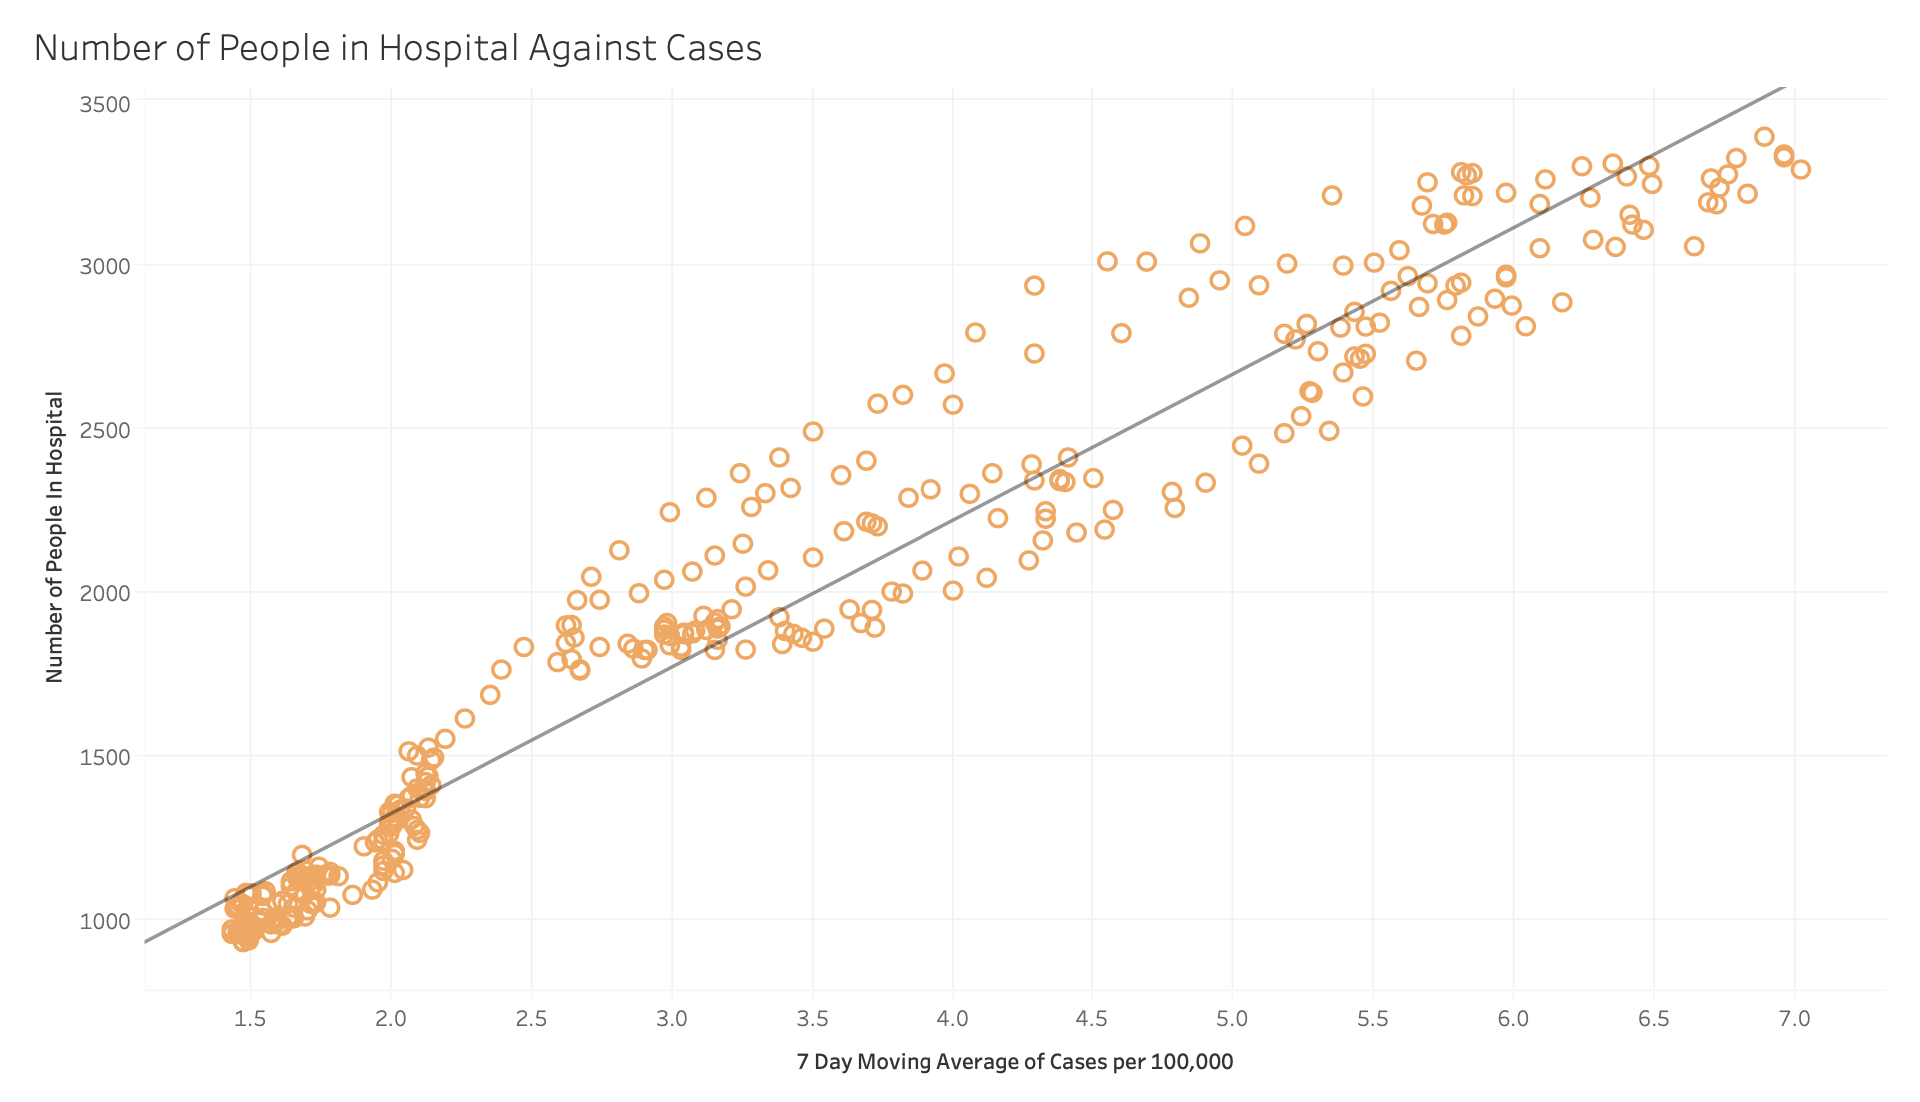 Number of People in Hospital Against Cases
3500
3000
2500
2000
1500
1000
Number of People In Hospital
1.5 2.0 2.5 3.0 3.5 4.0 4.5 5.0 5.5 6.0 6.5 7.0
7 Day Moving Average of Cases per 100,000